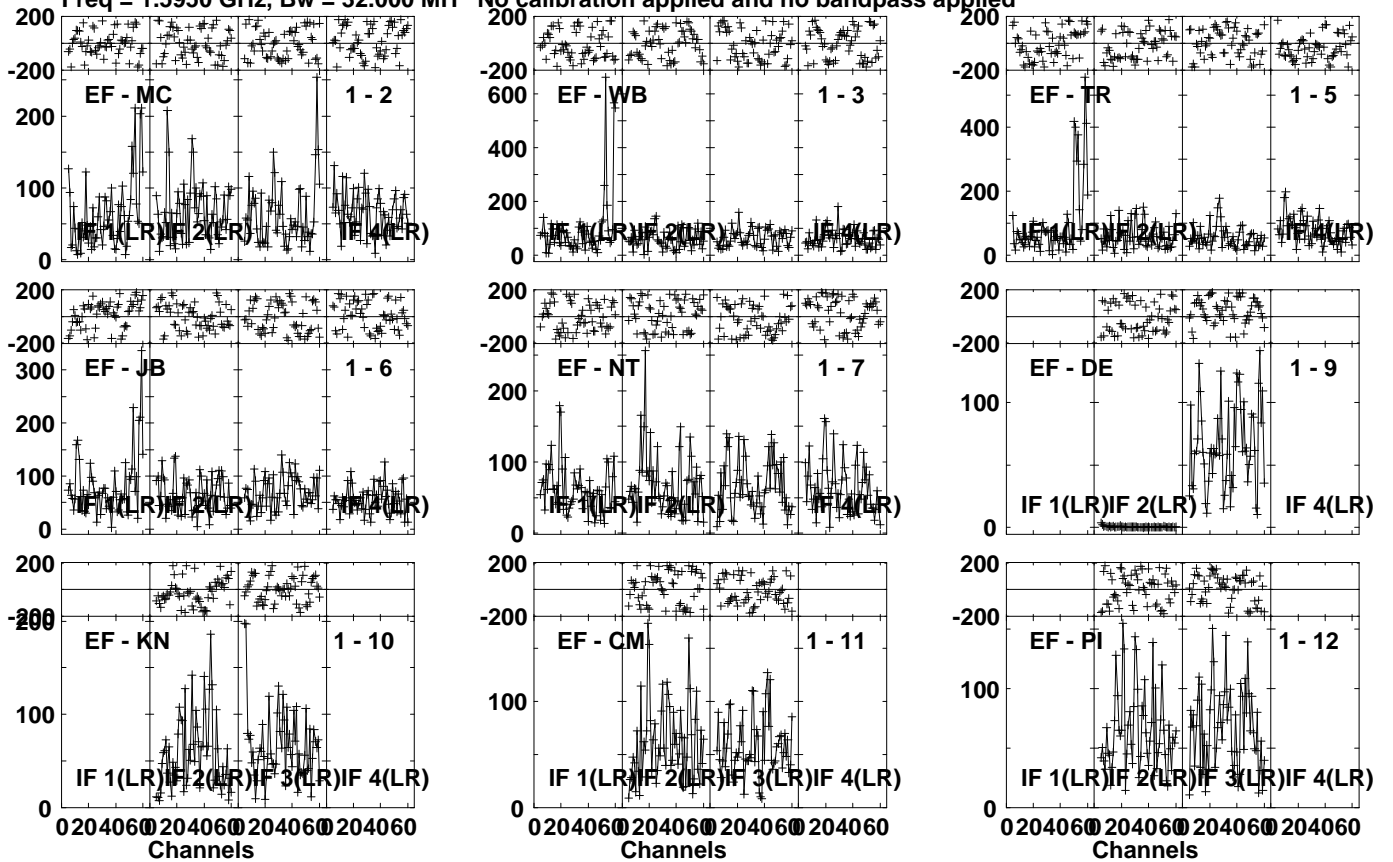 Freq = 1.5950 GHz, Bw = 32.000 MH No calibration applied and no bandpass applied
200 200 200
-200 -200 -200
EF - MC 1 - 2 EF - WB 1 - 3 EF - TR 1 - 5
200 600 400
100 400 200
200
IF 1(LR) IF 2(LR) IF 4(LR) IF 1(LR) IF 2(LR) IF 4(LR) IF 1(LR) IF 2(LR) IF 4(LR)
0 0 0
200 200 200
-200 -200 -200
EF - JB 1 - 6 EF - NT 1 - 7 EF - DE 1 - 9
300 200 100
200 100
100
IF 1(LR) IF 2(LR) IF 4(LR) IF 1(LR) IF 2(LR) IF 4(LR) IF 1(LR) IF 2(LR) IF 4(LR)
0 0 0
200 200 200
-200 -200 -200
200
EF - KN 1 - 10 EF - CM 1 - 11 EF - PI 1 - 12
100 100 100
IF 1(LR) IF 2(LR) IF 3(LR) IF 4(LR) IF 1(LR) IF 2(LR) IF 3(LR) IF 4(LR) IF 1(LR) IF 2(LR) IF 3(LR) IF 4(LR)
0 0 0
0 20 40 60 0 20 40 60 0 20 40 60 0 20 40 60 0 20 40 60 0 20 40 60 0 20 40 60 0 20 40 60 0 20 40 60 0 20 40 60 0 20 40 60 0 20 40 60
Channels Channels Channels